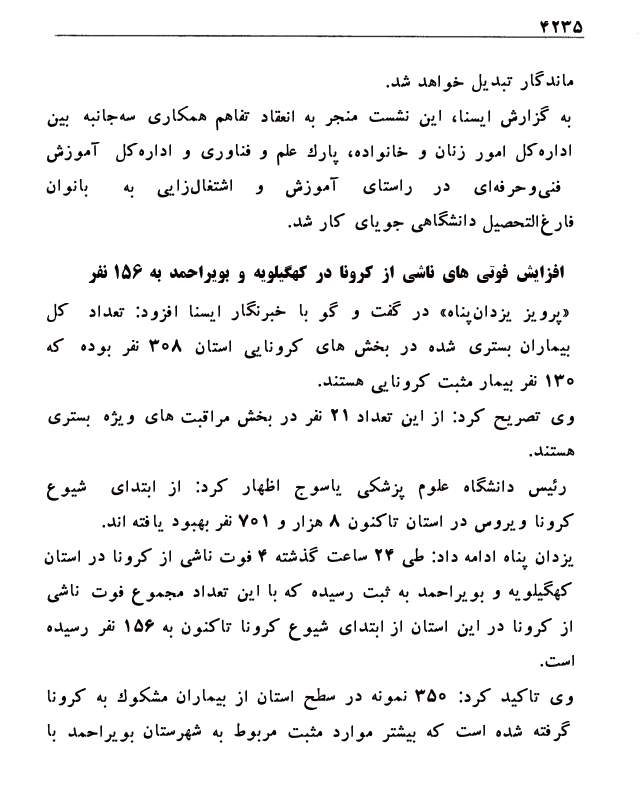 ۴۲۳۵
ماندگار تبدیل خواهد شد.
به گزارش ایسنا، این نشست منجر به انعقاد تفاهم همکاری سه‌جانبه بین
اداره‌کل امور زنان و خانواده، پارك علم و فناوری و اداره‌کل آموزش
فنی‌وحرفه‌ای در راستای آموزش و اشتغال‌زایی به بانوان
فارغ‌التحصیل دانشگاهی جویای کار شد.
افزایش فوتی های ناشی از کرونا در کهگیلویه و بویراحمد به ۱۵۶ نفر
«پرویز یزدان‌پناه» در گفت و گو با خبرنگار ایسنا افزود: تعداد کل
بیماران بستری شده در بخش های کرونایی استان ۳۰۸ نفر بوده که
۱۳۰ نفر بیمار مثبت کرونایی هستند.
وی تصریح کرد: از این تعداد ۲۱ نفر در بخش مراقبت های ویژه بستری
هستند.
رئیس دانشگاه علوم پزشکی یاسوج اظهار کرد: از ابتدای شیوع
کرونا ویروس در استان تاکنون ۸ هزار و ۷۰۱ نفر بهبود یافته اند.
یزدان پناه ادامه داد: طی ۲۴ ساعت گذشته ۴ فوت ناشی از کرونا در استان
کهگیلویه و بویراحمد به ثبت رسیده که با این تعداد مجموع فوت ناشی
از کرونا در این استان از ابتدای شیوع کرونا تاکنون به ۱۵۶ نفر رسیده
است.
وی تاکید کرد: ۳۵۰ نمونه در سطح استان از بیماران مشکوك به کرونا
گرفته شده است که بیشتر موارد مثبت مربوط به شهرستان بویراحمد با